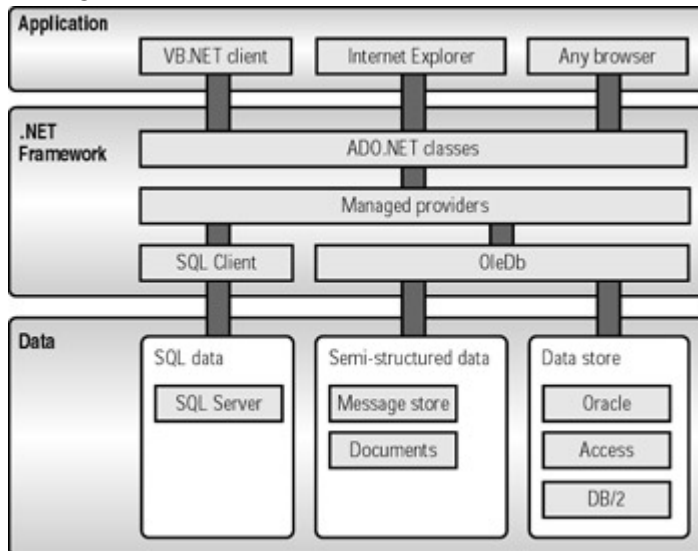 Application
VB.NET client
Internet Explorer
Any browser
.NET
Framework
ADO.NET classes
Managed providers
SQL Client
OleDb
Data
SQL data
SQL Server
Semi-structured data
Message store
Documents
Data store
Oracle
Access
DB/2